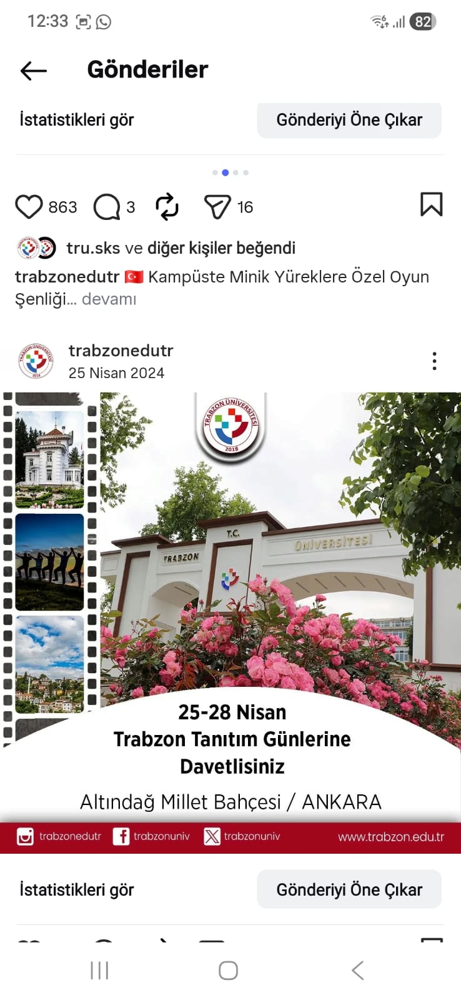 12:33
82
Gönderiler
İstatistikleri gör
Gönderiyi Öne Çıkar
863
3
16
tru.sks ve diğer kişiler beğendi
trabzonedutr 🇹🇷 Kampüste Minik Yüreklere Özel Oyun
Şenliği... devamı
trabzonedutr
25 Nisan 2024
TRABZON ÜNİVERSİTESİ
2018
T.C.
TRABZON
ÜNİVERSİTESİ
25-28 Nisan
Trabzon Tanıtım Günlerine
Davetlisiniz
Altındağ Millet Bahçesi / ANKARA
trabzonedutr
trabzonuniv
trabzonuniv
www.trabzon.edu.tr
İstatistikleri gör
Gönderiyi Öne Çıkar